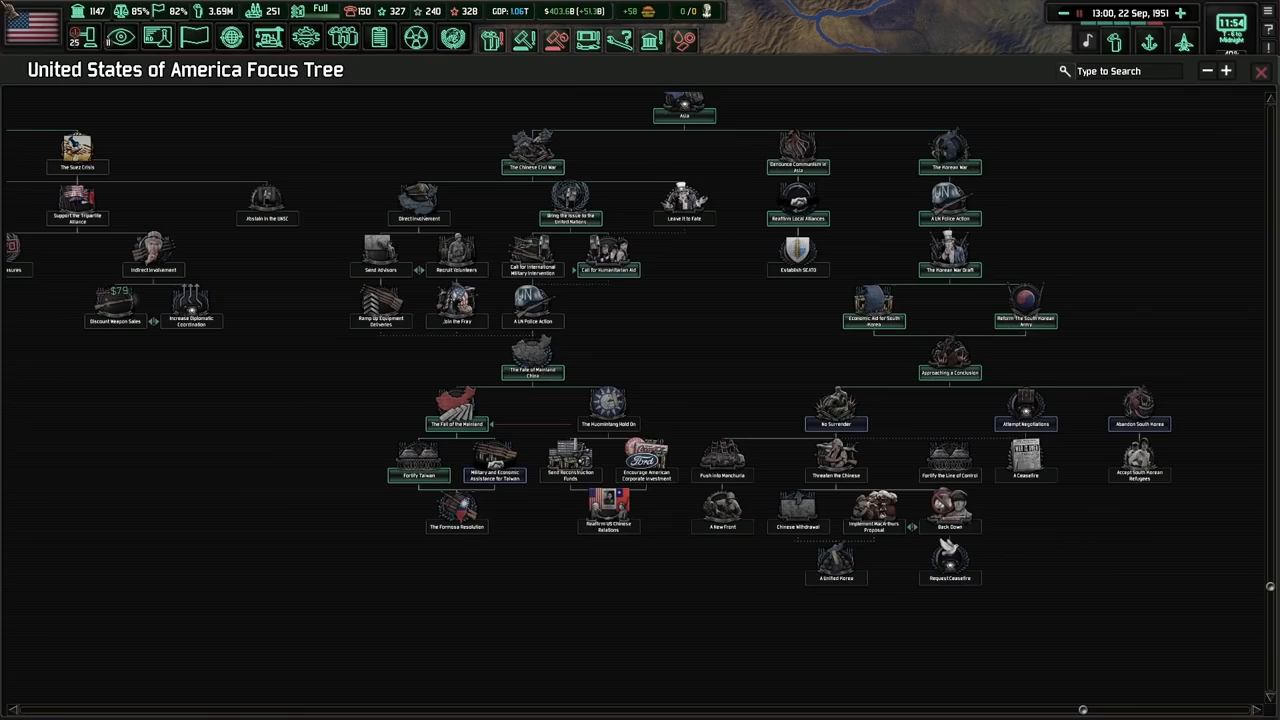 1147 85% 82% 3.69M 251 Full 150 327 240 328 GDP: 1.06T $403.6B (+51.3B) +58 0/0 13:00, 22 Sep, 1951
25 11:54
T - 6 to
Midnight
United States of America Focus Tree
Type to Search
Asia
The Suez Crisis
The Chinese Civil War
Denounce Communism in
Asia
The Korean War
Support the Tripartite
Alliance
Abstain in the UNSC
Direct Involvement
Bring the Issue to the
United Nations
Leave it to Fate
Reaffirm Local Alliances
A UN Police Action
sures
Indirect Involvement
Send Advisors
Recruit Volunteers
Call for International
Military Intervention
Call for Humanitarian Aid
Establish SEATO
The Korean War Draft
$79
Discount Weapon Sales
Increase Diplomatic
Coordination
Ramp Up Equipment
Deliveries
Join the Fray
UN
A UN Police Action
Economic Aid for South
Korea
Reform The South Korean
Army
The Fate of Mainland
China
Approaching a Conclusion
The Fall of the Mainland
The Kuomintang Hold On
No Surrender
Attempt Negotiations
Abandon South Korea
Fortify Taiwan
Military and Economic
Assistance for Taiwan
Send Reconstruction
Funds
Ford
Encourage American
Corporate Investment
Push into Manchuria
Threaten the Chinese
Fortify the Line of Control
A Ceasefire
Accept South Korean
Refugees
The Formosa Resolution
Reaffirm US Chinese
Relations
A New Front
Chinese Withdrawal
Implement MacArthurs
Proposal
Back Down
A Unified Korea
Request Ceasefire